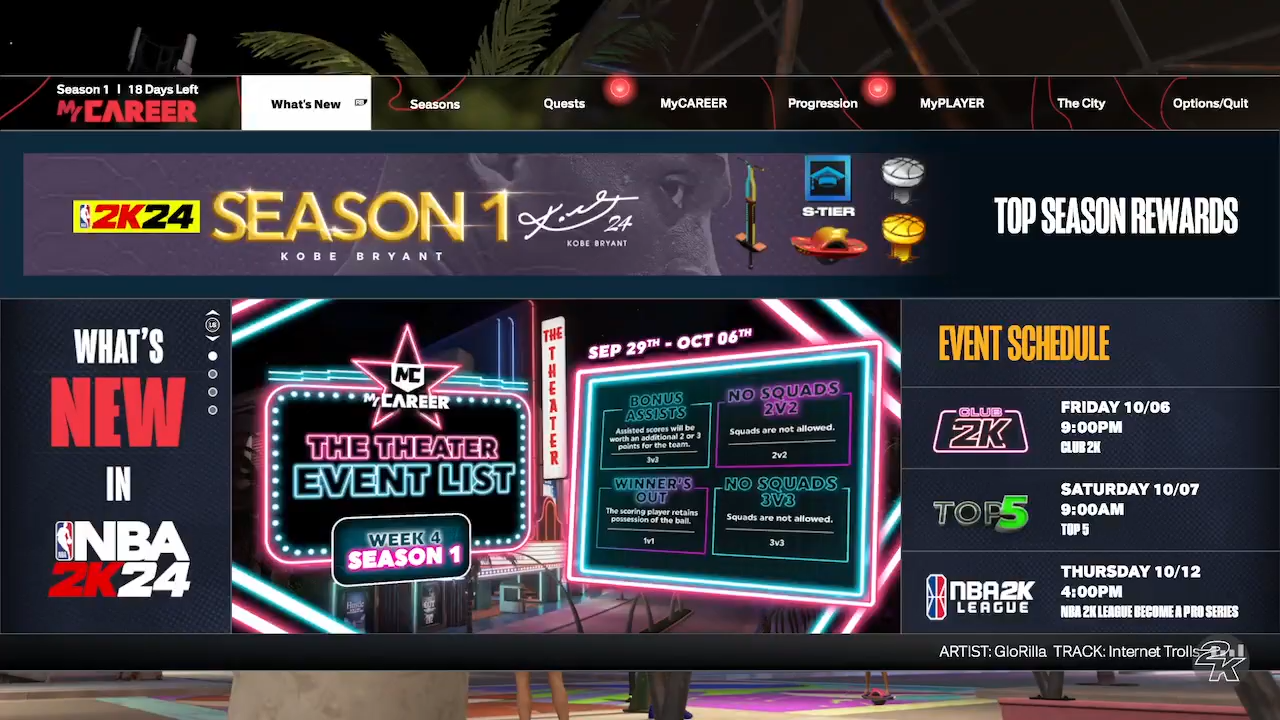 Season 1 | 18 Days Left
MyCAREER
What's New
Seasons
Quests
MyCAREER
Progression
MyPLAYER
The City
Options/Quit
NBA 2K24
SEASON 1
KOBE BRYANT
24
KOBE BRYANT
S-TIER
TOP SEASON REWARDS
WHAT'S
NEW
IN
NBA
2K24
MC
MyCAREER
THE THEATER
EVENT LIST
WEEK 4
SEASON 1
THE THEATER
SEP 29TH - OCT 06TH
BONUS
ASSISTS
Assisted scores will be
worth an additional 2 or 3
points for the team.
3v3
NO SQUADS
2V2
Squads are not allowed.
2v2
WINNER'S
OUT
The scoring player retains
possession of the ball.
1v1
NO SQUADS
3V3
Squads are not allowed.
3v3
EVENT SCHEDULE
CLUB
2K
FRIDAY 10/06
9:00PM
CLUB 2K
TOP5
SATURDAY 10/07
9:00AM
TOP 5
NBA2K
LEAGUE
THURSDAY 10/12
4:00PM
NBA 2K LEAGUE BECOME A PRO SERIES
ARTIST: GloRilla TRACK: Internet Trolls
2K